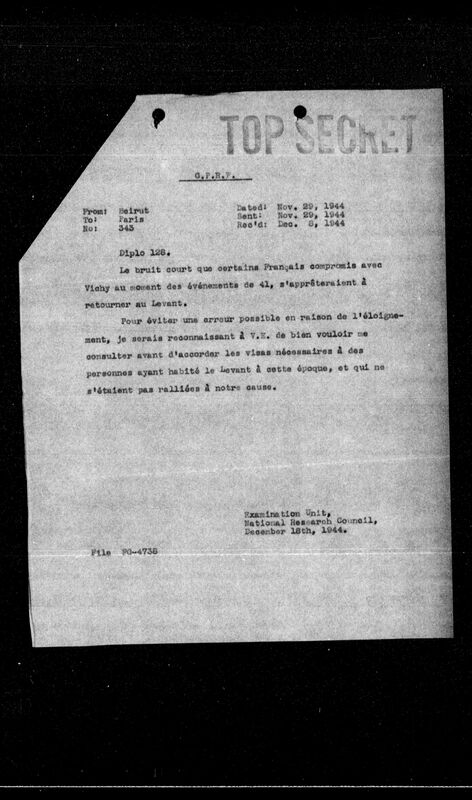 TOP SECRET
G.P.R.F.
From: Beirut Dated: Nov. 29, 1944
To: Paris Sent: Nov. 29, 1944
No: 343 Rec'd: Dec. 8, 1944
Diplo 128.
Le bruit court que certains Français compromis avec
Vichy au moment des événements de 41, s'apprêteraient à
retourner au Levant.
Pour éviter une erreur possible en raison de l'éloigne-
ment, je serais reconnaissant à V.E. de bien vouloir me
consulter avant d'accorder les visas nécessaires à des
personnes ayant habité le Levant à cette époque, et qui ne
s'étaient pas ralliées à notre cause.
Examination Unit,
National Research Council,
December 18th, 1944.
File FG-4738